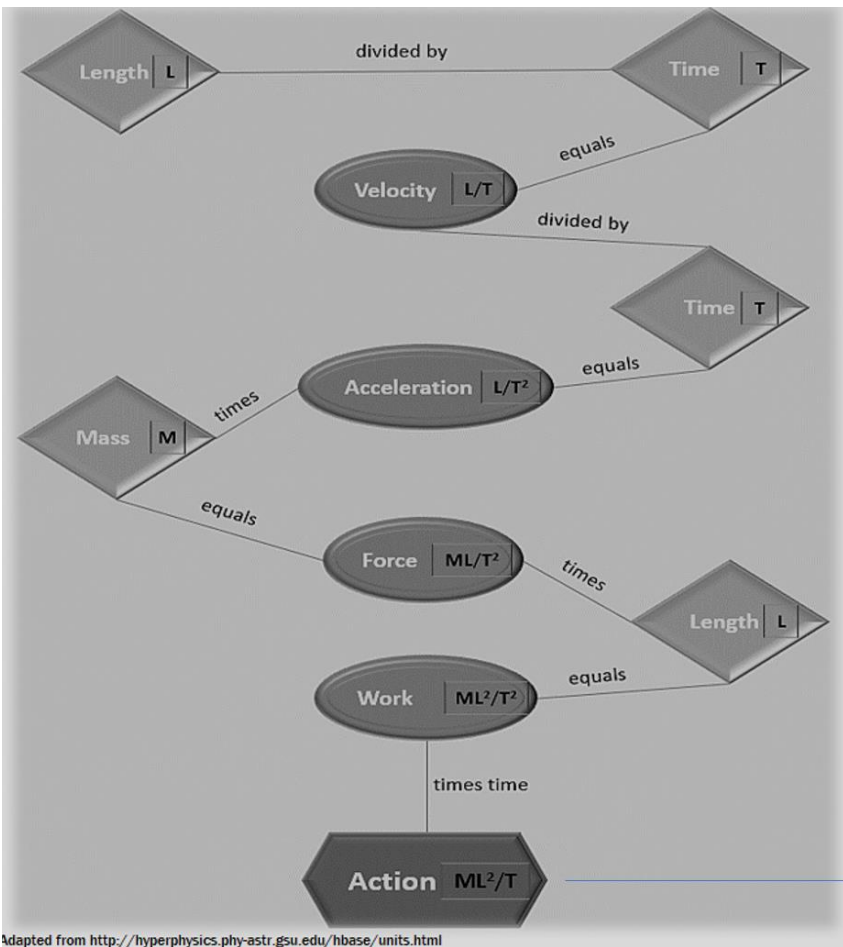 divided by
Length L
Time T
equals
Velocity L/T
divided by
Time T
equals
Acceleration L/T²
times
Mass M
equals
Force ML/T²
times
Length L
equals
Work ML²/T²
times time
Action ML²/T
Adapted from http://hyperphysics.phy-astr.gsu.edu/hbase/units.html